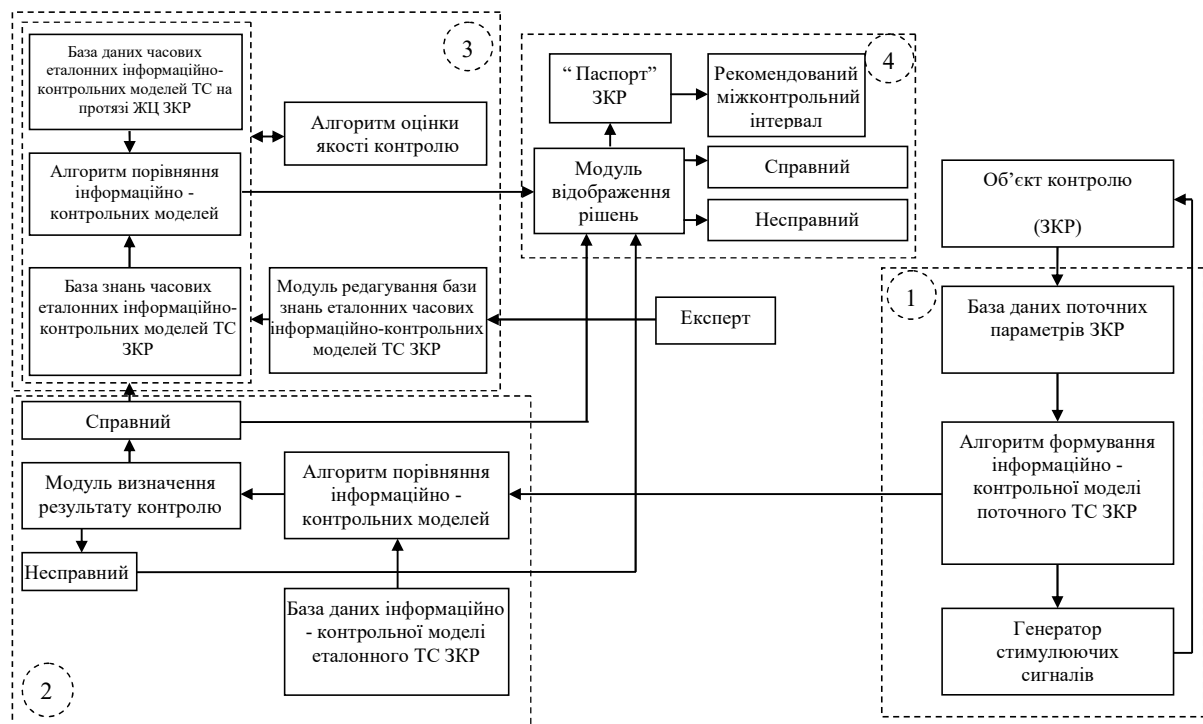 База даних часових
еталонних інформаційно-
контрольних моделей ТС на
протязі ЖЦ ЗКР
3
Алгоритм оцінки
якості контролю
Алгоритм порівняння
інформаційно -
контрольних моделей
База знань часових
еталонних інформаційно-
контрольних моделей ТС
ЗКР
Модуль редагування бази
знань еталонних часових
інформаційно-контрольних
моделей ТС ЗКР
4
“ Паспорт”
ЗКР
Рекомендований
міжконтрольний
інтервал
Модуль
відображення
рішень
Справний
Несправний
Експерт
Об’єкт контролю
(ЗКР)
1
База даних поточних
параметрів ЗКР
Алгоритм формування
інформаційно -
контрольної моделі
поточного ТС ЗКР
Генератор
стимулюючих
сигналів
Справний
Модуль визначення
результату контролю
Несправний
Алгоритм порівняння
інформаційно -
контрольних моделей
База даних інформаційно
- контрольної моделі
еталонного ТС ЗКР
2